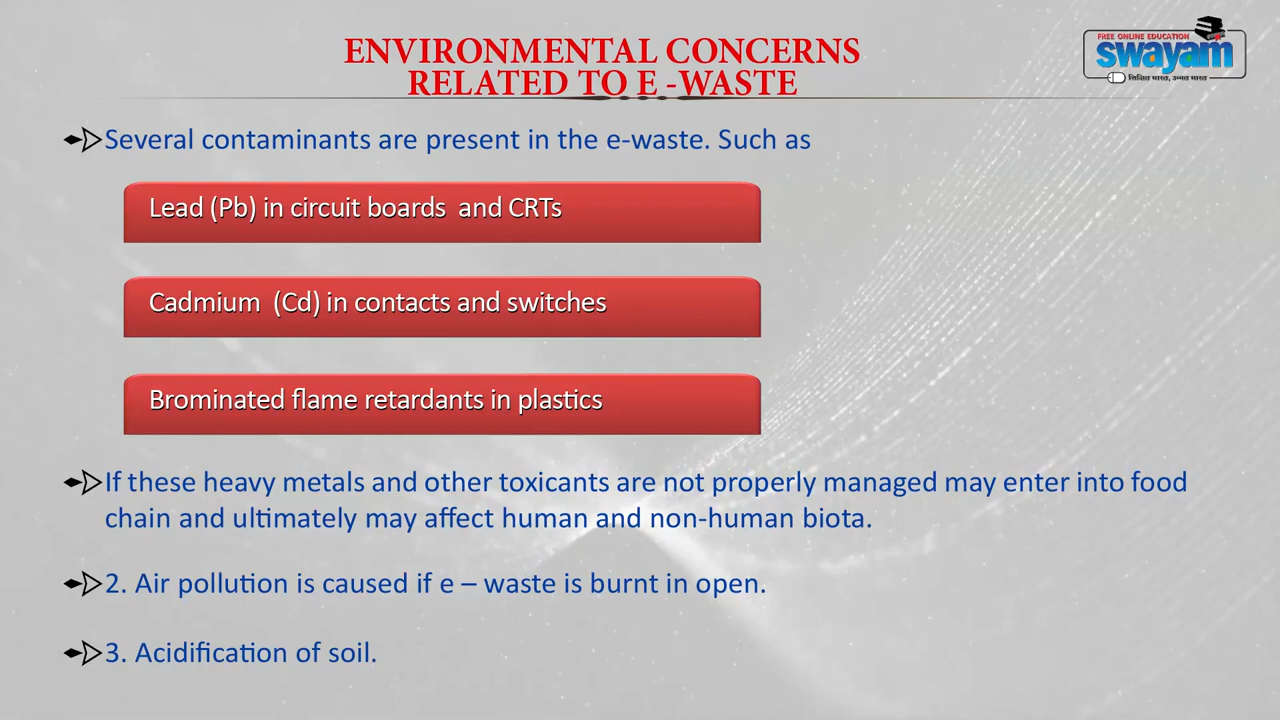 ENVIRONMENTAL CONCERNS
RELATED TO E -WASTE
FREE ONLINE EDUCATION
swayam
शिक्षित भारत, उन्नत भारत
Several contaminants are present in the e-waste. Such as
Lead (Pb) in circuit boards and CRTs
Cadmium (Cd) in contacts and switches
Brominated flame retardants in plastics
If these heavy metals and other toxicants are not properly managed may enter into food
chain and ultimately may affect human and non-human biota.
2. Air pollution is caused if e – waste is burnt in open.
3. Acidification of soil.